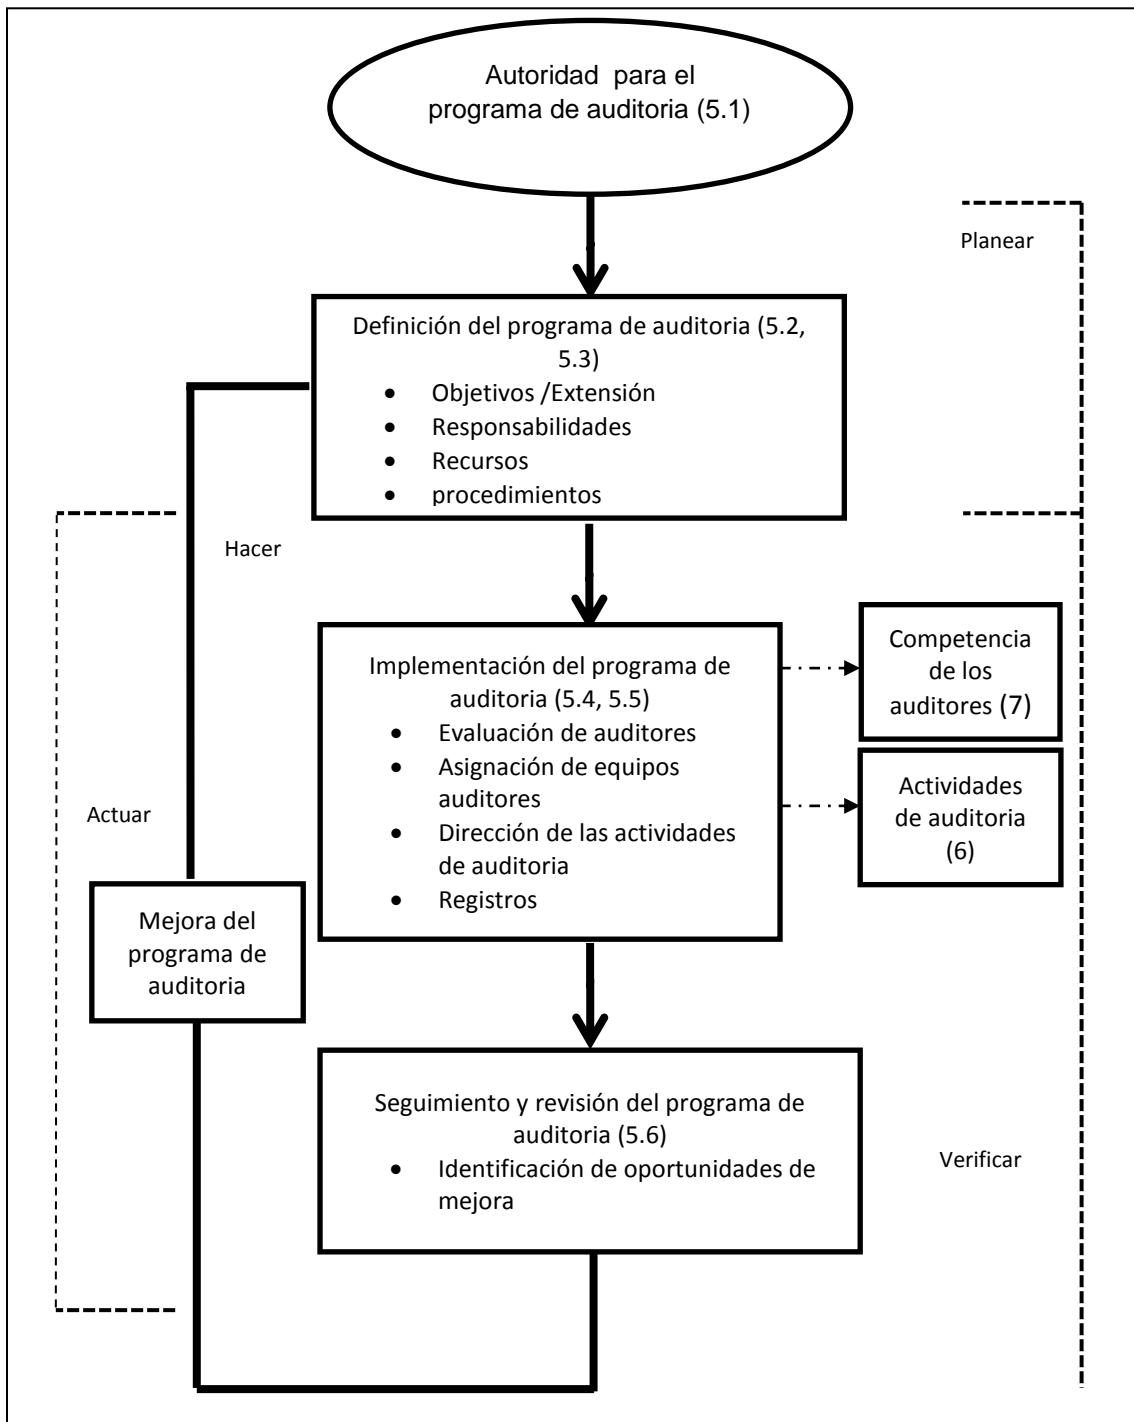 Autoridad para el
programa de auditoria (5.1)
Planear
Definición del programa de auditoria (5.2,
5.3)
• Objetivos /Extensión
• Responsabilidades
• Recursos
• procedimientos
Hacer
Implementación del programa de
auditoria (5.4, 5.5)
• Evaluación de auditores
• Asignación de equipos
auditores
• Dirección de las actividades
de auditoria
• Registros
Competencia
de los
auditores (7)
Actividades
de auditoria
(6)
Actuar
Mejora del
programa de
auditoria
Seguimiento y revisión del programa de
auditoria (5.6)
• Identificación de oportunidades de
mejora
Verificar